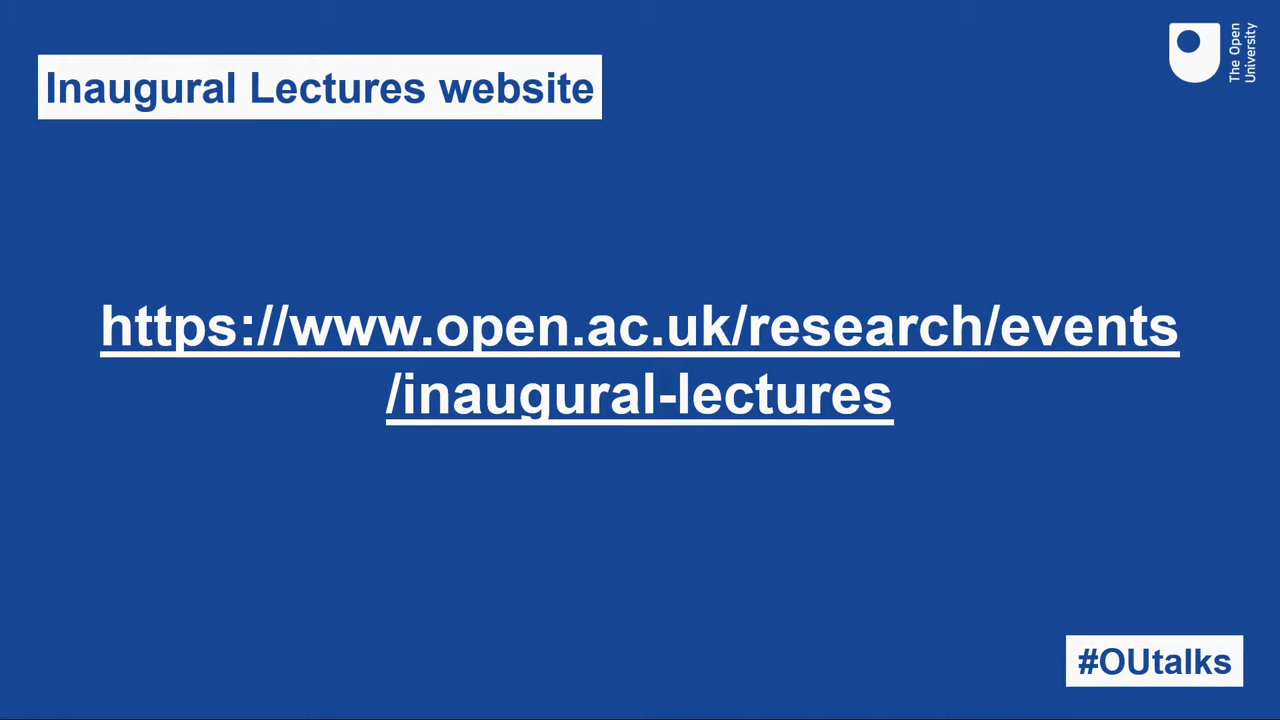 Inaugural Lectures website
The Open
University
https://www.open.ac.uk/research/events
/inaugural-lectures
#OUtalks